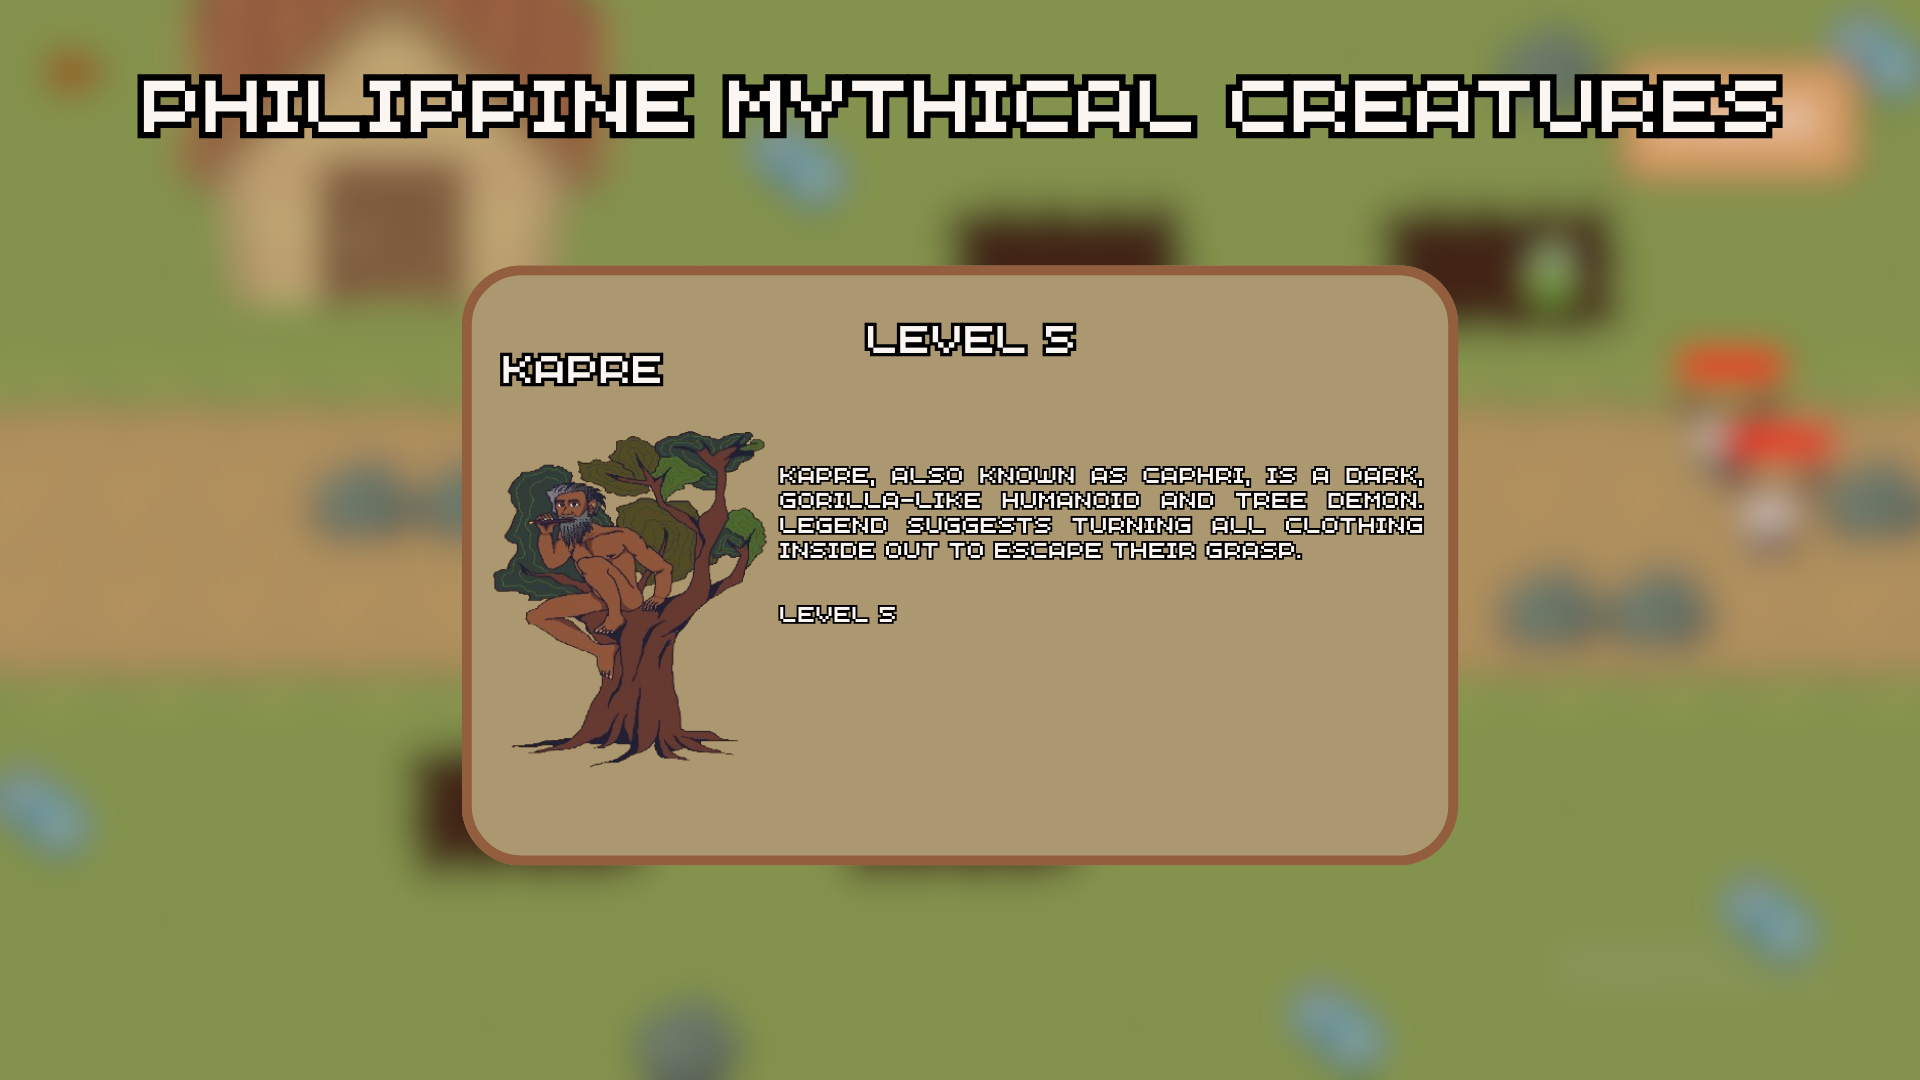 PHILIPPINE MYTHICAL CREATURES
LEVEL 5
KAPRE
KAPRE, ALSO KNOWN AS CAPHRI, IS A DARK,
GORILLA-LIKE HUMANOID AND TREE DEMON.
LEGEND SUGGESTS TURNING ALL CLOTHING
INSIDE OUT TO ESCAPE THEIR GRASP.
LEVEL 5